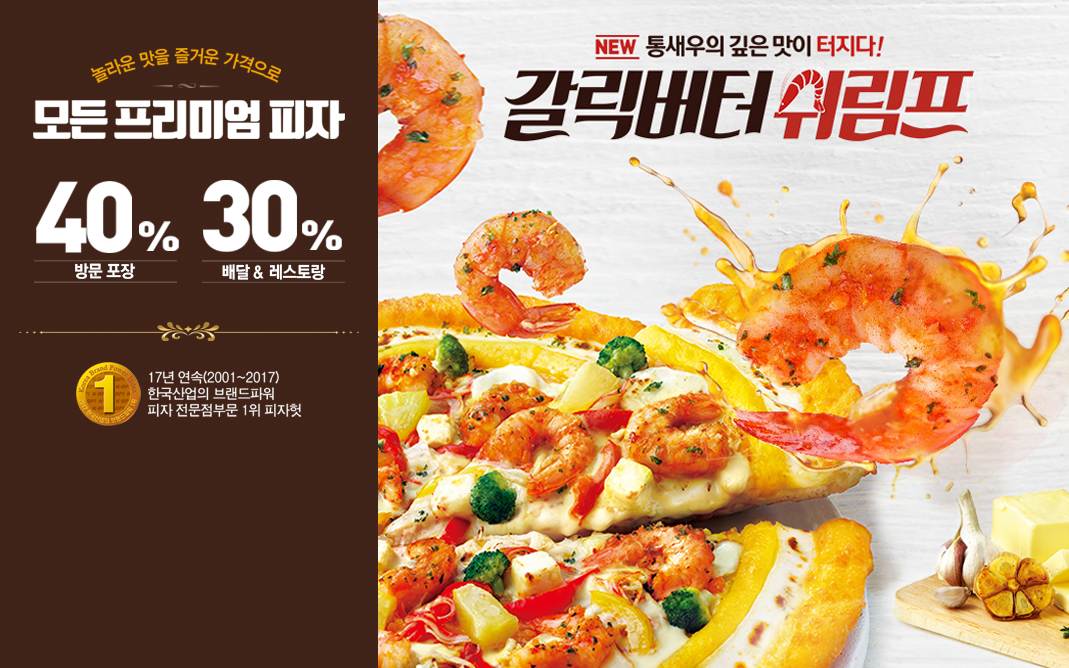 놀라운 맛을 즐거운 가격으로
모든 프리미엄 피자
40% 30%
방문 포장 배달 & 레스토랑
1
17년 연속(2001~2017)
한국산업의 브랜드파워
피자 전문점부문 1위 피자헛
NEW 통새우의 깊은 맛이 터지다!
갈릭버터 쉬림프